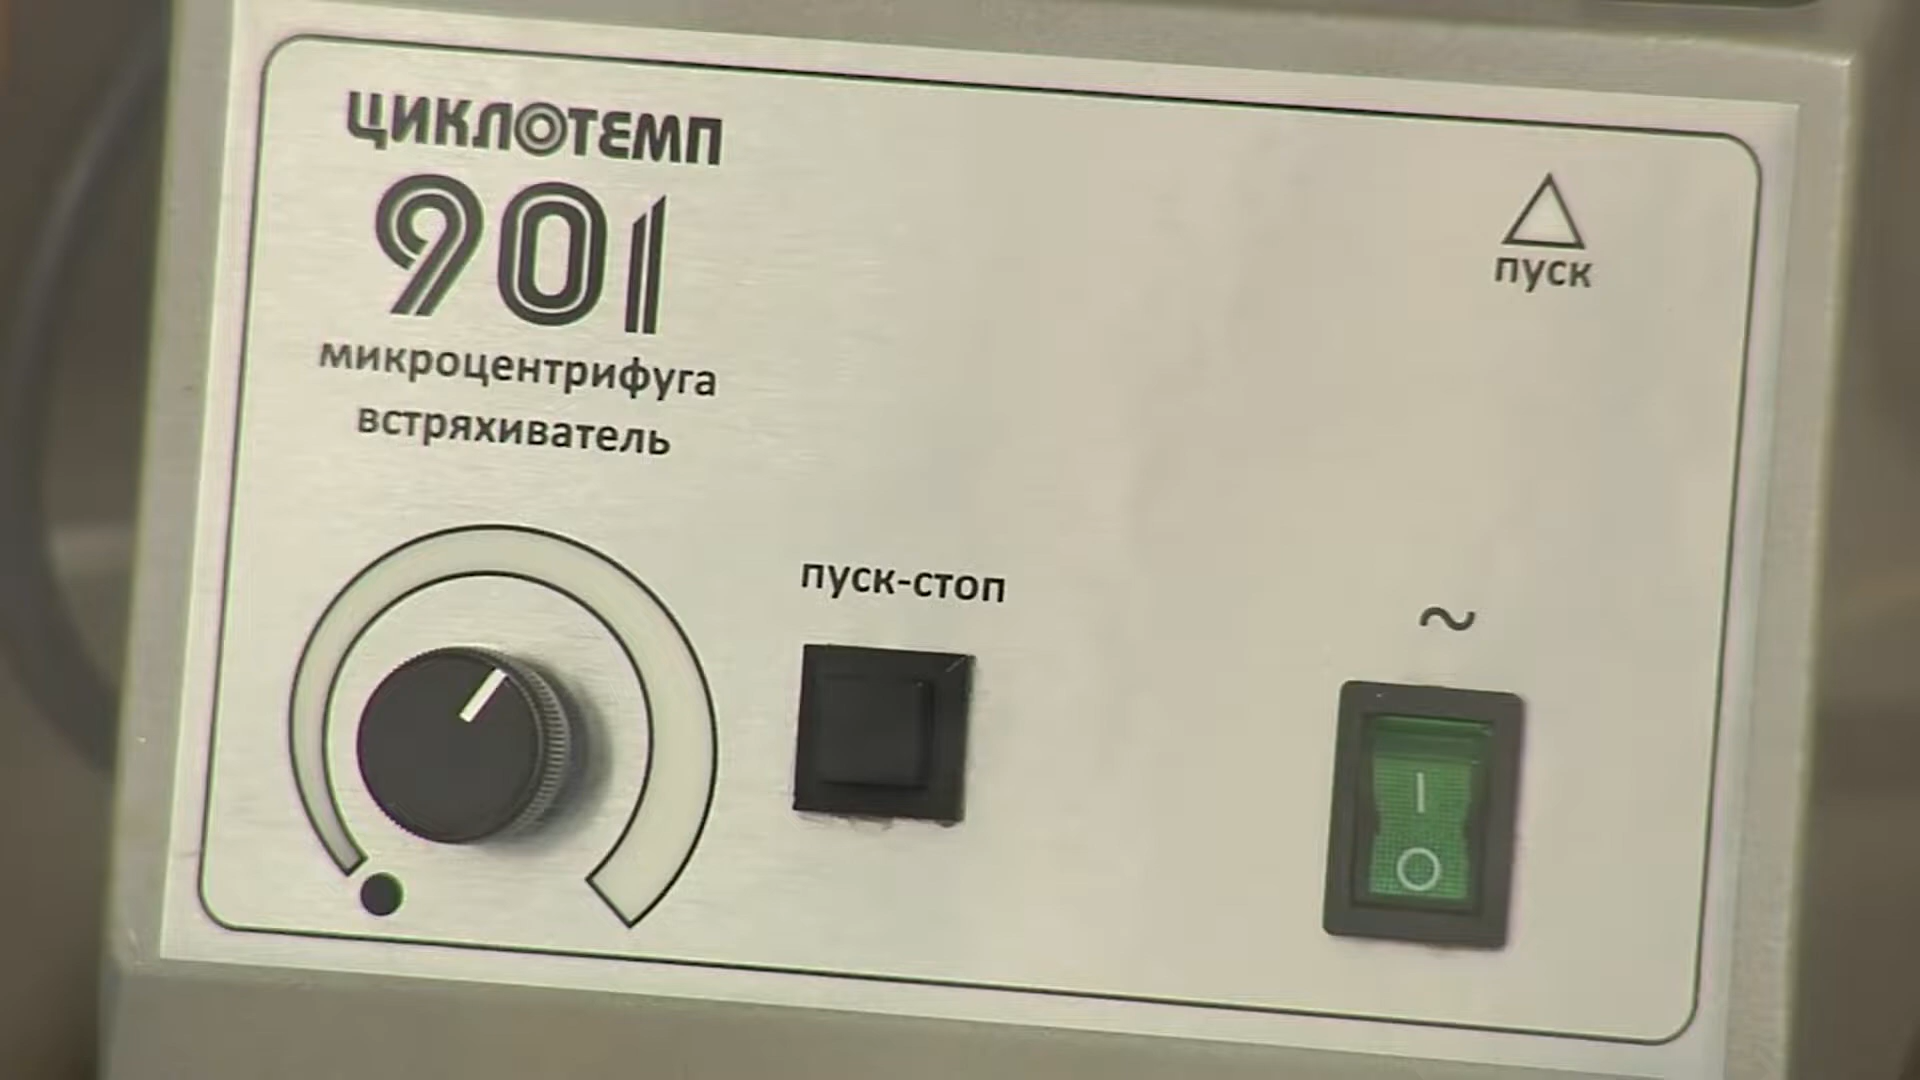 ЦИКЛОТЕМП
901
микроцентрифуга
встряхиватель
пуск
пуск-стоп
~
I
O